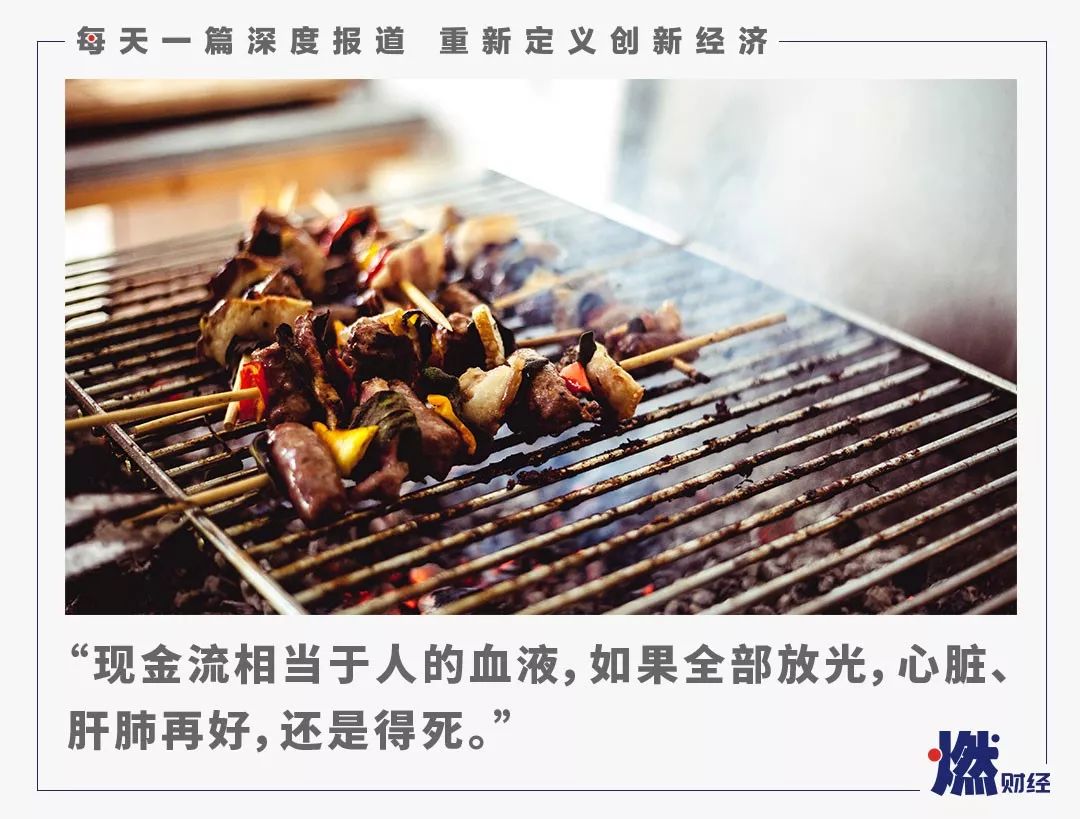 每天一篇深度报道 重新定义创新经济
“现金流相当于人的血液，如果全部放光，心脏、
肝肺再好，还是得死。”
燃财经